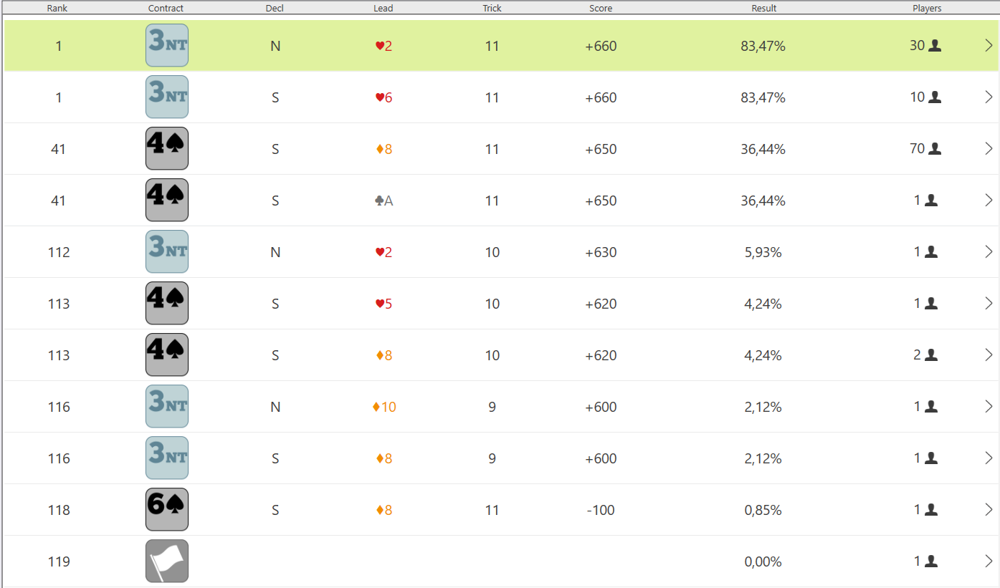 Rank Contract Decl Lead Trick Score Result Players
1 3NT N ♥2 11 +660 83,47% 30
1 3NT S ♥6 11 +660 83,47% 10
41 4♠ S ♦8 11 +650 36,44% 70
41 4♠ S ♣A 11 +650 36,44% 1
112 3NT N ♥2 10 +630 5,93% 1
113 4♠ S ♥5 10 +620 4,24% 1
113 4♠ S ♦8 10 +620 4,24% 2
116 3NT N ♦10 9 +600 2,12% 1
116 3NT S ♦8 9 +600 2,12% 1
118 6♠ S ♦8 11 -100 0,85% 1
119 0,00% 1